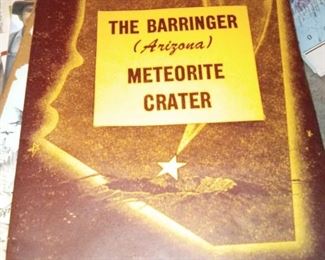 THE BARRINGER
(Arizona)
METEORITE
CRATER